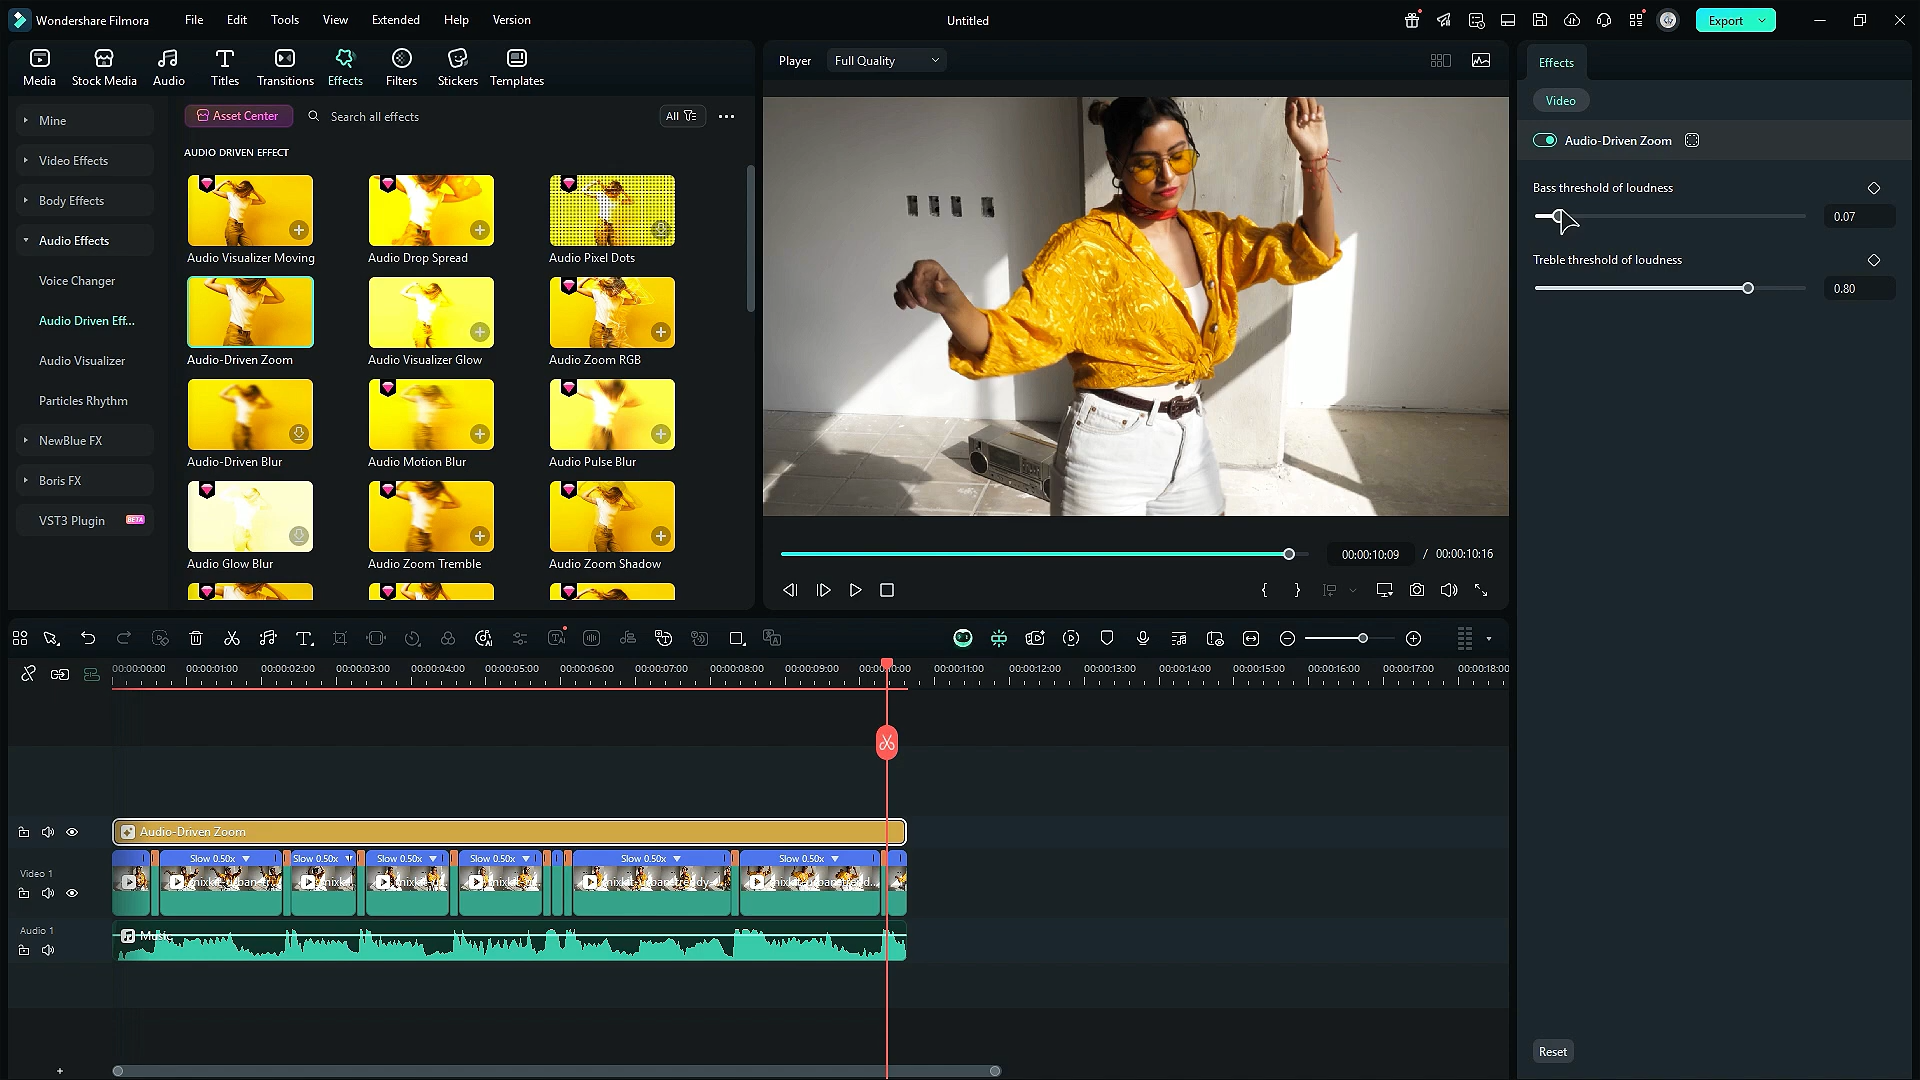 Wondershare Filmora
File Edit Tools View Extended Help Version
Untitled
Export
Media Stock Media Audio Titles Transitions Effects Filters Stickers Templates
Player Full Quality
Effects
Video
Mine
Video Effects
Body Effects
Audio Effects
Voice Changer
Audio Driven Eff...
Audio Visualizer
Particles Rhythm
NewBlue FX
Boris FX
VST3 Plugin BETA
Asset Center Search all effects All
AUDIO DRIVEN EFFECT
Audio Visualizer Moving Audio Drop Spread Audio Pixel Dots
Audio-Driven Zoom Audio Visualizer Glow Audio Zoom RGB
Audio-Driven Blur Audio Motion Blur Audio Pulse Blur
Audio Glow Blur Audio Zoom Tremble Audio Zoom Shadow
Audio-Driven Zoom
Bass threshold of loudness
0.07
Treble threshold of loudness
0.80
00:00:10:09 / 00:00:10:16
00:00:00:00 00:00:01:00 00:00:02:00 00:00:03:00 00:00:04:00 00:00:05:00 00:00:06:00 00:00:07:00 00:00:08:00 00:00:09:00 00:00:11:00 00:00:12:00 00:00:13:00 00:00:14:00 00:00:15:00 00:00:16:00 00:00:17:00 00:00:18:00
Audio-Driven Zoom
Slow 0.50x Slow 0.50x Slow 0.50x Slow 0.50x Slow 0.50x Slow 0.50x
Video 1
Audio 1
Music
Reset